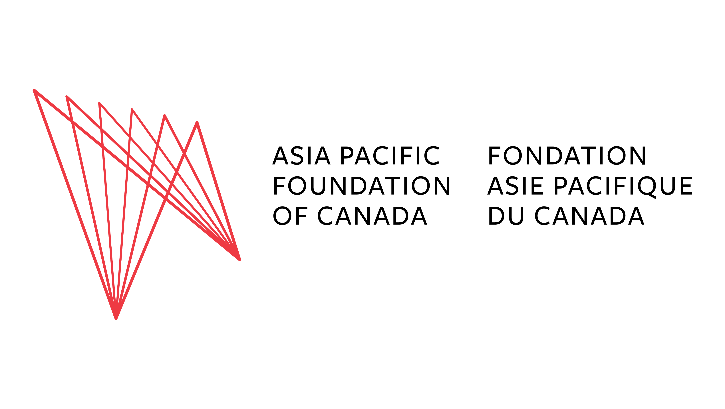 ASIA PACIFIC
FOUNDATION
OF CANADA
FONDATION
ASIE PACIFIQUE
DU CANADA